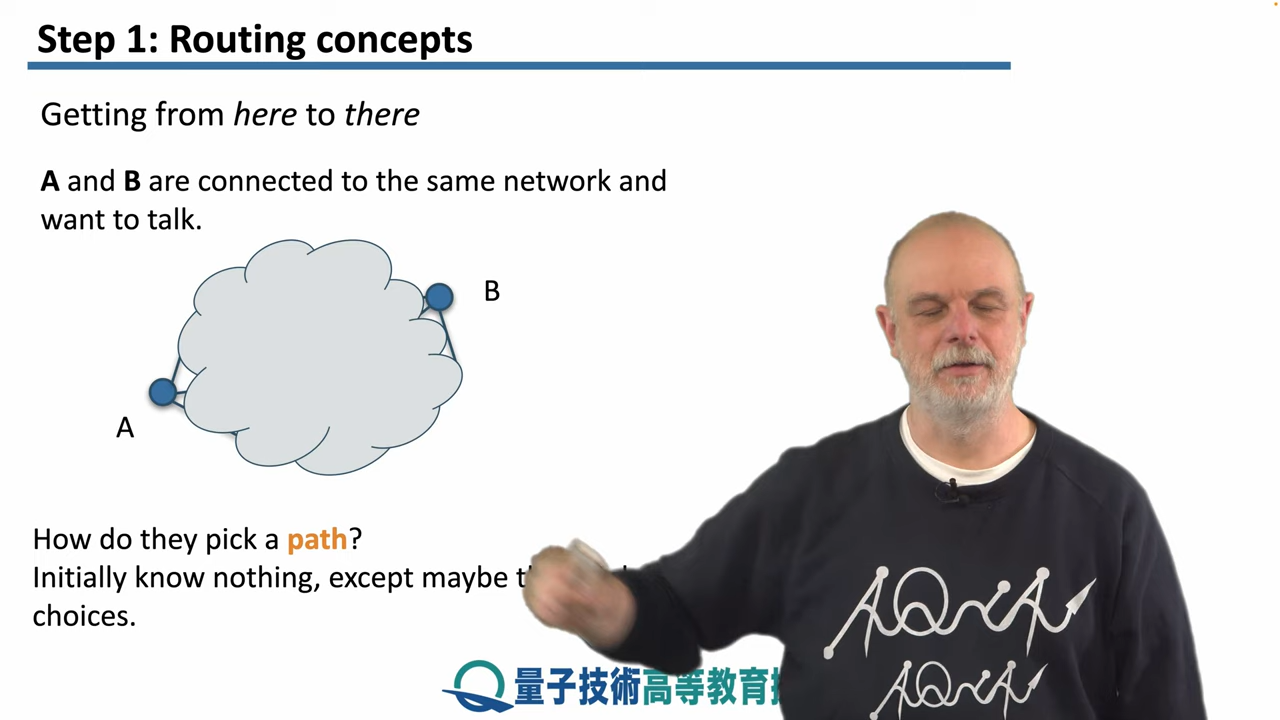 Step 1: Routing concepts
Getting from here to there
A and B are connected to the same network and
want to talk.
B
A
How do they pick a path?
Initially know nothing, except maybe
choices.
AQUA
AQUA
量子技術高等教育